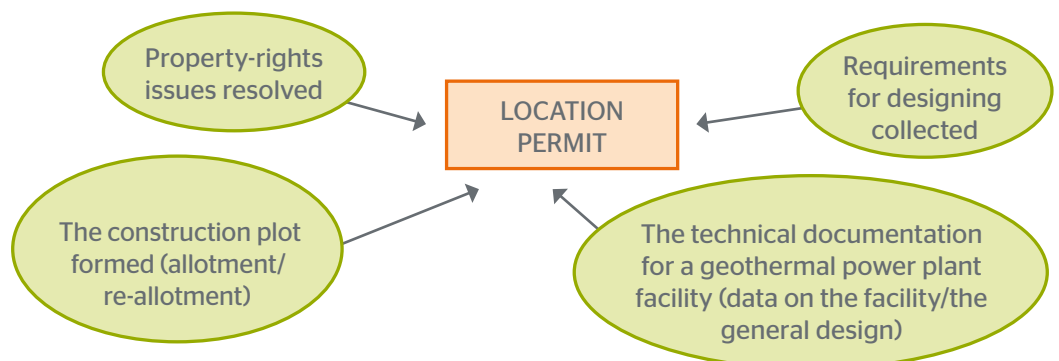 Property-rights
issues resolved
LOCATION
PERMIT
Requirements
for designing
collected
The construction plot
formed (allotment/
re-allotment)
The technical documentation
for a geothermal power plant
facility (data on the facility/the
general design)